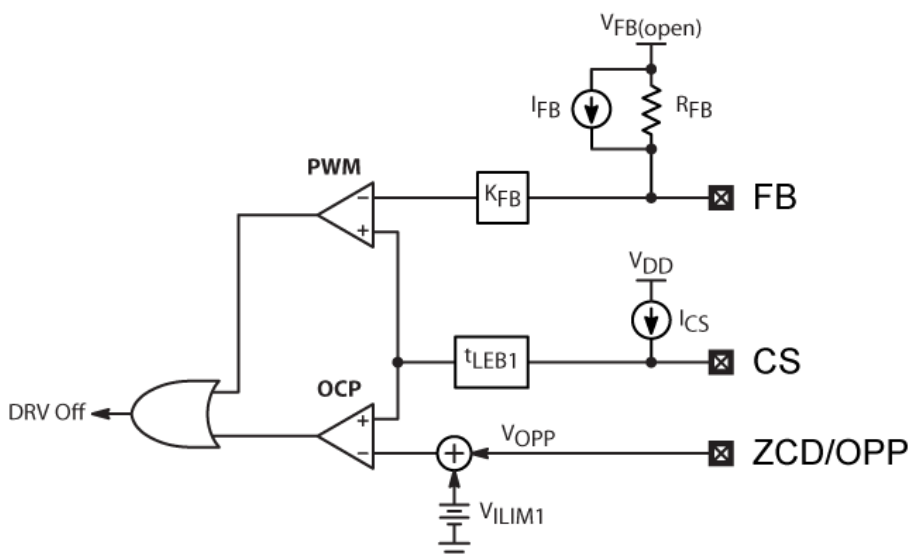 VFB(open)
IFB
RFB
PWM
−
+
KFB
FB
VDD
ICS
tLEB1
CS
OCP
+
−
DRV Off
VOPP
+
ZCD/OPP
VILIM1